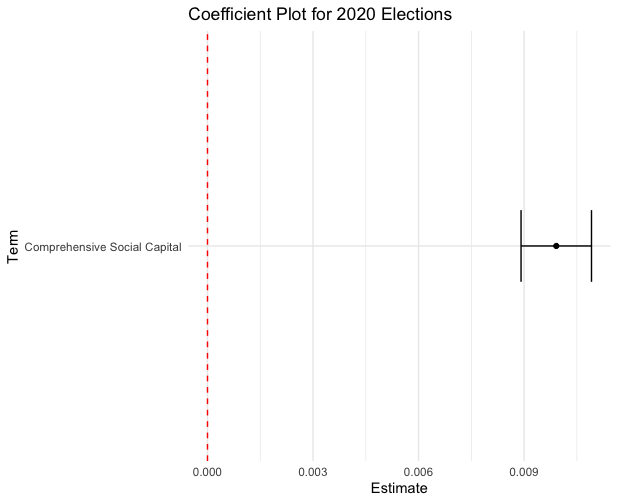 Coefficient Plot for 2020 Elections
Term
Comprehensive Social Capital
0.000 0.003 0.006 0.009
Estimate